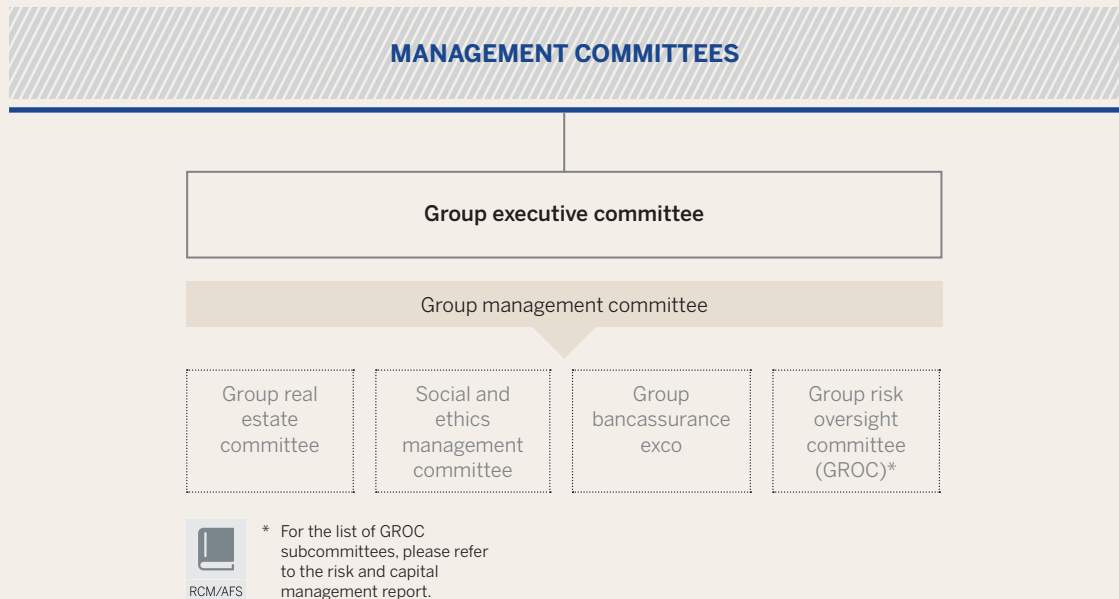 MANAGEMENT COMMITTEES
Group executive committee
Group management committee
Group real
estate
committee
Social and
ethics
management
committee
Group
bancassurance
exco
Group risk
oversight
committee
(GROC)*
RCM/AFS
* For the list of GROC
subcommittees, please refer
to the risk and capital
management report.